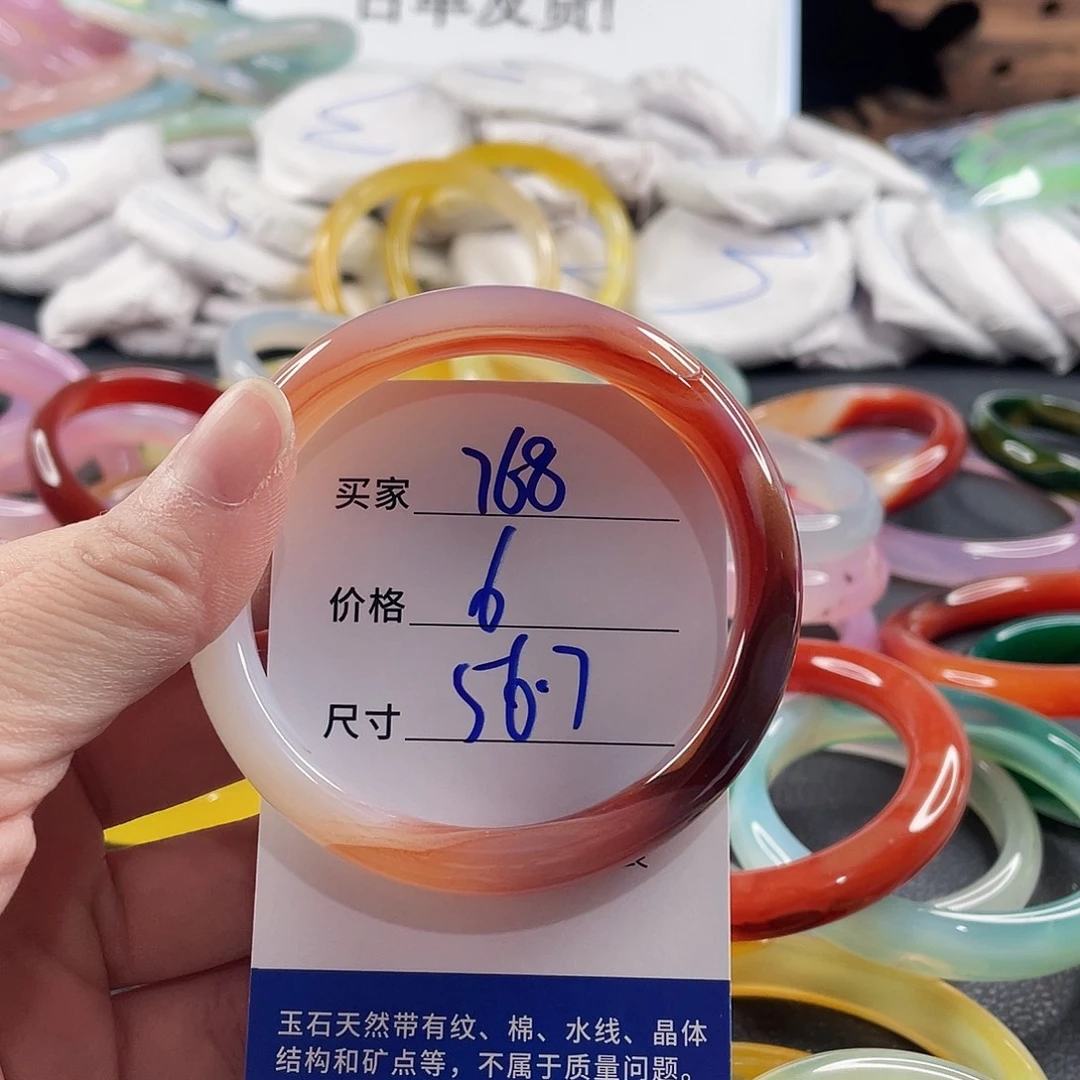 买家 768
价格 6
尺寸 56.7
玉石天然带有纹、棉、水线、晶体
结构和矿点等，不属于质量问题。